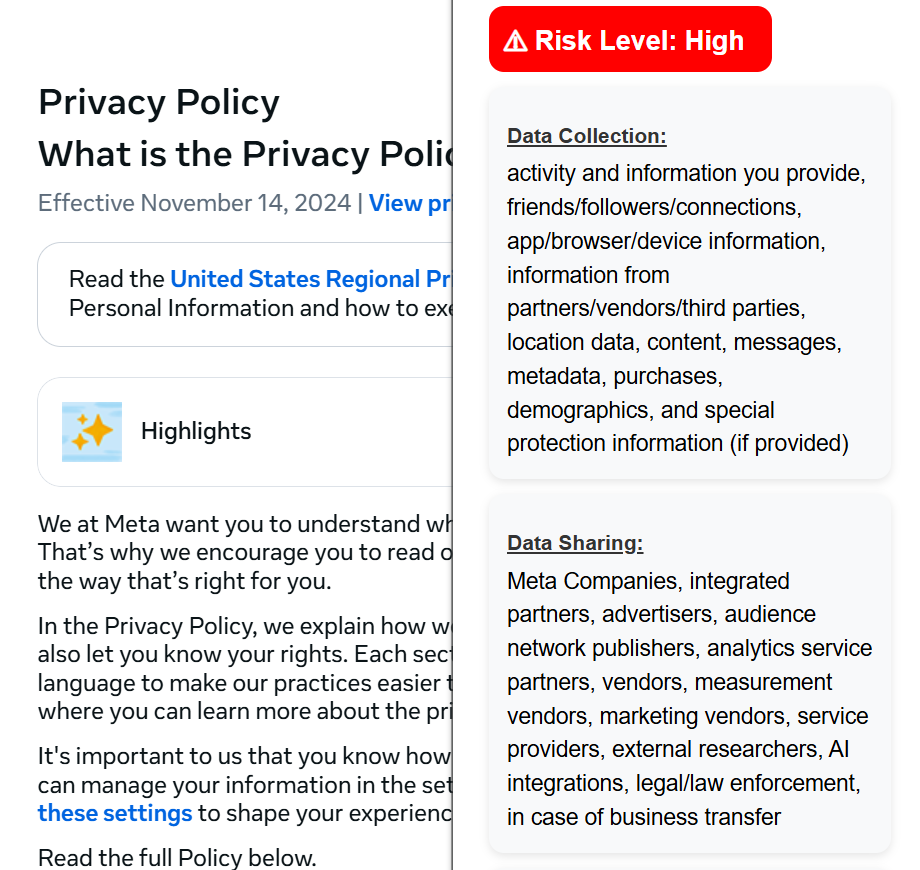 Privacy Policy
What is the Privacy Polic
Effective November 14, 2024 | View pr
Read the United States Regional Pri
Personal Information and how to exe
Highlights
We at Meta want you to understand wh
That’s why we encourage you to read o
the way that’s right for you.
In the Privacy Policy, we explain how we
also let you know your rights. Each sect
language to make our practices easier t
where you can learn more about the pri
It's important to us that you know how
can manage your information in the set
these settings to shape your experienc
Read the full Policy below.
⚠ Risk Level: High
Data Collection:
activity and information you provide,
friends/followers/connections,
app/browser/device information,
information from
partners/vendors/third parties,
location data, content, messages,
metadata, purchases,
demographics, and special
protection information (if provided)
Data Sharing:
Meta Companies, integrated
partners, advertisers, audience
network publishers, analytics service
partners, vendors, measurement
vendors, marketing vendors, service
providers, external researchers, AI
integrations, legal/law enforcement,
in case of business transfer